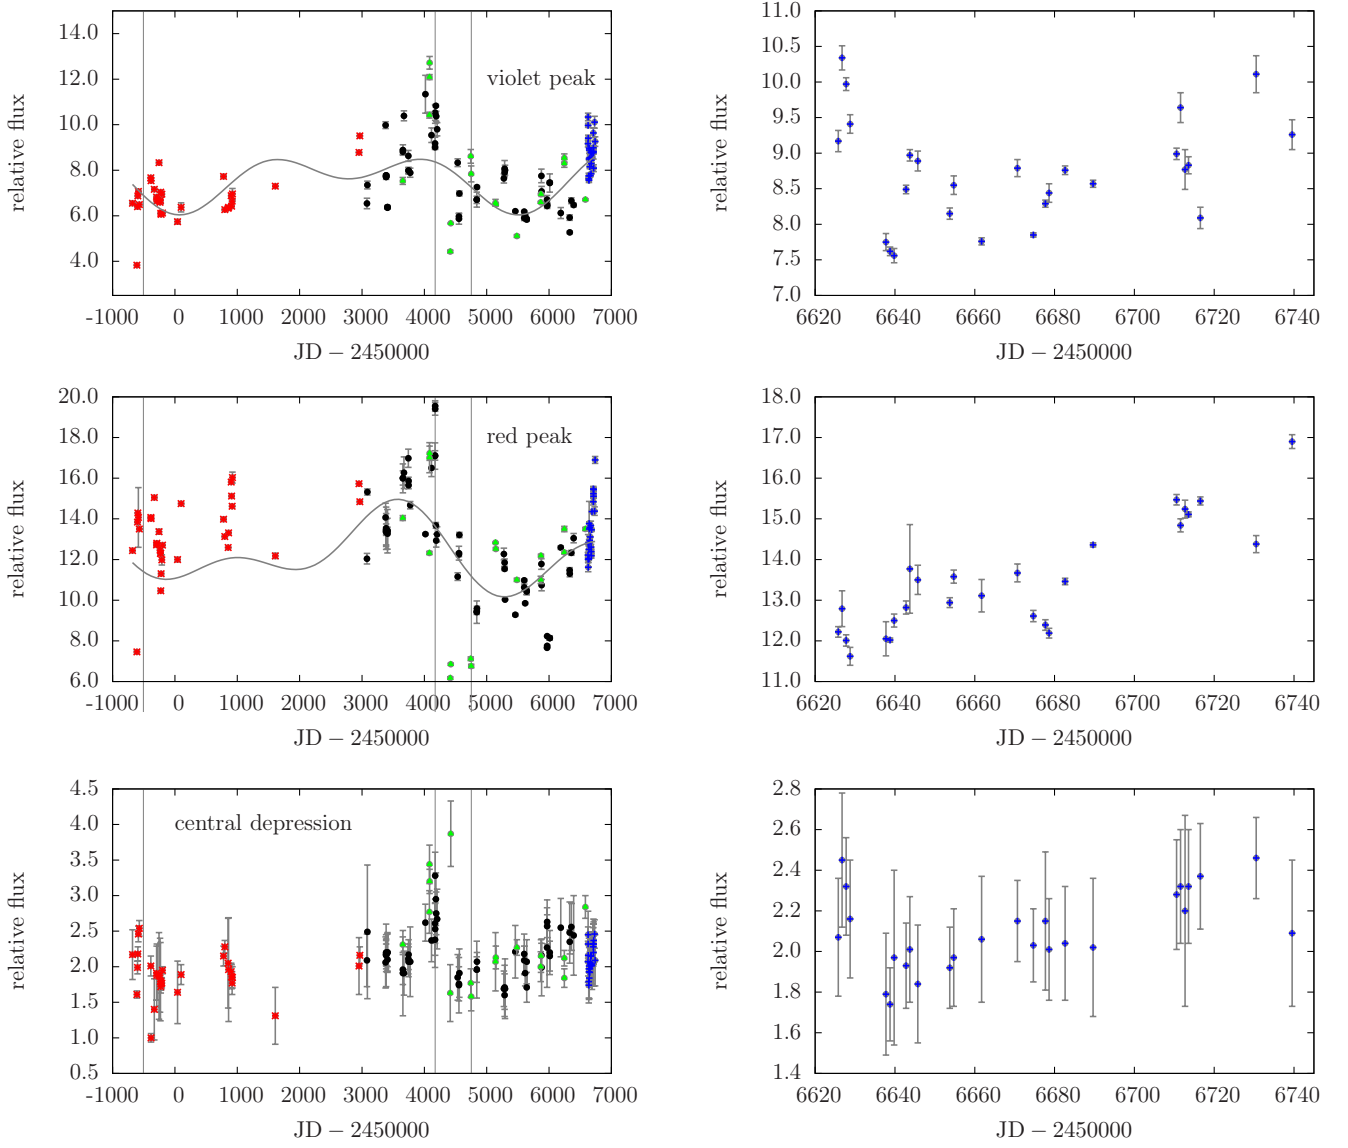 14.0
12.0
10.0
8.0
6.0
4.0
relative flux
violet peak
-1000 0 1000 2000 3000 4000 5000 6000 7000
JD − 2450000
11.0
10.5
10.0
9.5
9.0
8.5
8.0
7.5
7.0
relative flux
6620 6640 6660 6680 6700 6720 6740
JD − 2450000
20.0
18.0
16.0
14.0
12.0
10.0
8.0
6.0
relative flux
red peak
-1000 0 1000 2000 3000 4000 5000 6000 7000
JD − 2450000
18.0
17.0
16.0
15.0
14.0
13.0
12.0
11.0
relative flux
6620 6640 6660 6680 6700 6720 6740
JD − 2450000
4.5
4.0
3.5
3.0
2.5
2.0
1.5
1.0
0.5
relative flux
central depression
-1000 0 1000 2000 3000 4000 5000 6000 7000
JD − 2450000
2.8
2.6
2.4
2.2
2.0
1.8
1.6
1.4
relative flux
6620 6640 6660 6680 6700 6720 6740
JD − 2450000